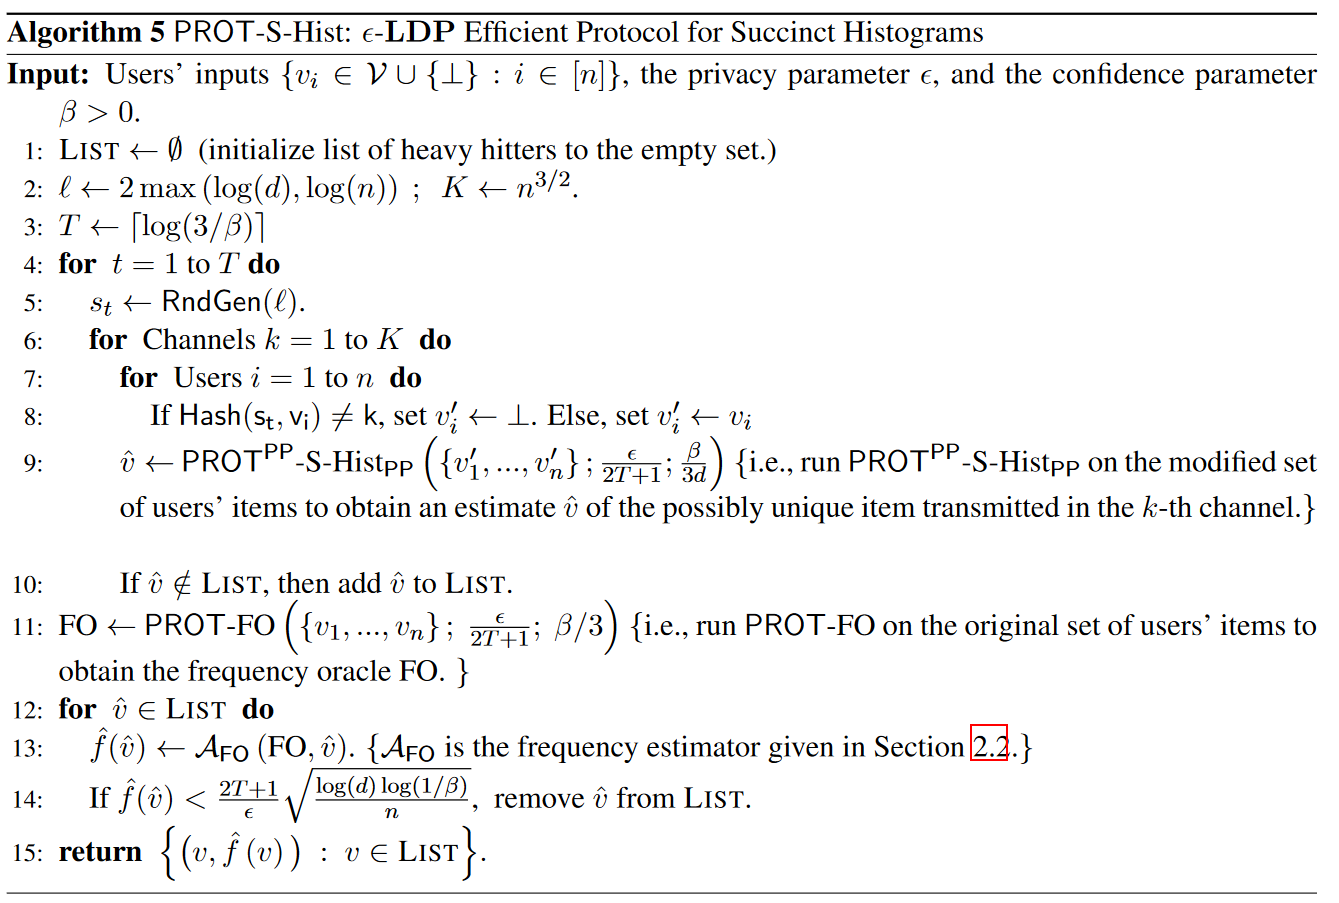 Algorithm 5 PROT-S-Hist: ϵ-LDP Efficient Protocol for Succinct Histograms
Input: Users' inputs {v_i ∈ 𝒱 ∪ {⊥} : i ∈ [n]}, the privacy parameter ϵ, and the confidence parameter
β > 0.
1: LIST ← ∅ (initialize list of heavy hitters to the empty set.)
2: ℓ ← 2 max (log(d), log(n)) ; K ← n^{3/2}.
3: T ← ⌈log(3/β)⌉
4: for t = 1 to T do
5: s_t ← RndGen(ℓ).
6: for Channels k = 1 to K do
7: for Users i = 1 to n do
8: If Hash(s_t, v_i) ≠ k, set v'_i ← ⊥. Else, set v'_i ← v_i
9: v̂ ← PROT^{PP}-S-Hist_{PP} ({v'_1, ..., v'_n} ; ϵ/(2T+1) ; β/(3d)) {i.e., run PROT^{PP}-S-Hist_{PP} on the modified set
of users' items to obtain an estimate v̂ of the possibly unique item transmitted in the k-th channel.}
10: If v̂ ∉ LIST, then add v̂ to LIST.
11: FO ← PROT-FO ({v_1, ..., v_n} ; ϵ/(2T+1) ; β/3) {i.e., run PROT-FO on the original set of users' items to
obtain the frequency oracle FO. }
12: for v̂ ∈ LIST do
13: f̂(v̂) ← 𝒜_{FO} (FO, v̂). {𝒜_{FO} is the frequency estimator given in Section 2.2.}
14: If f̂(v̂) < (2T+1)/ϵ √(log(d) log(1/β)/n), remove v̂ from LIST.
15: return {(v, f̂ (v)) : v ∈ LIST}.